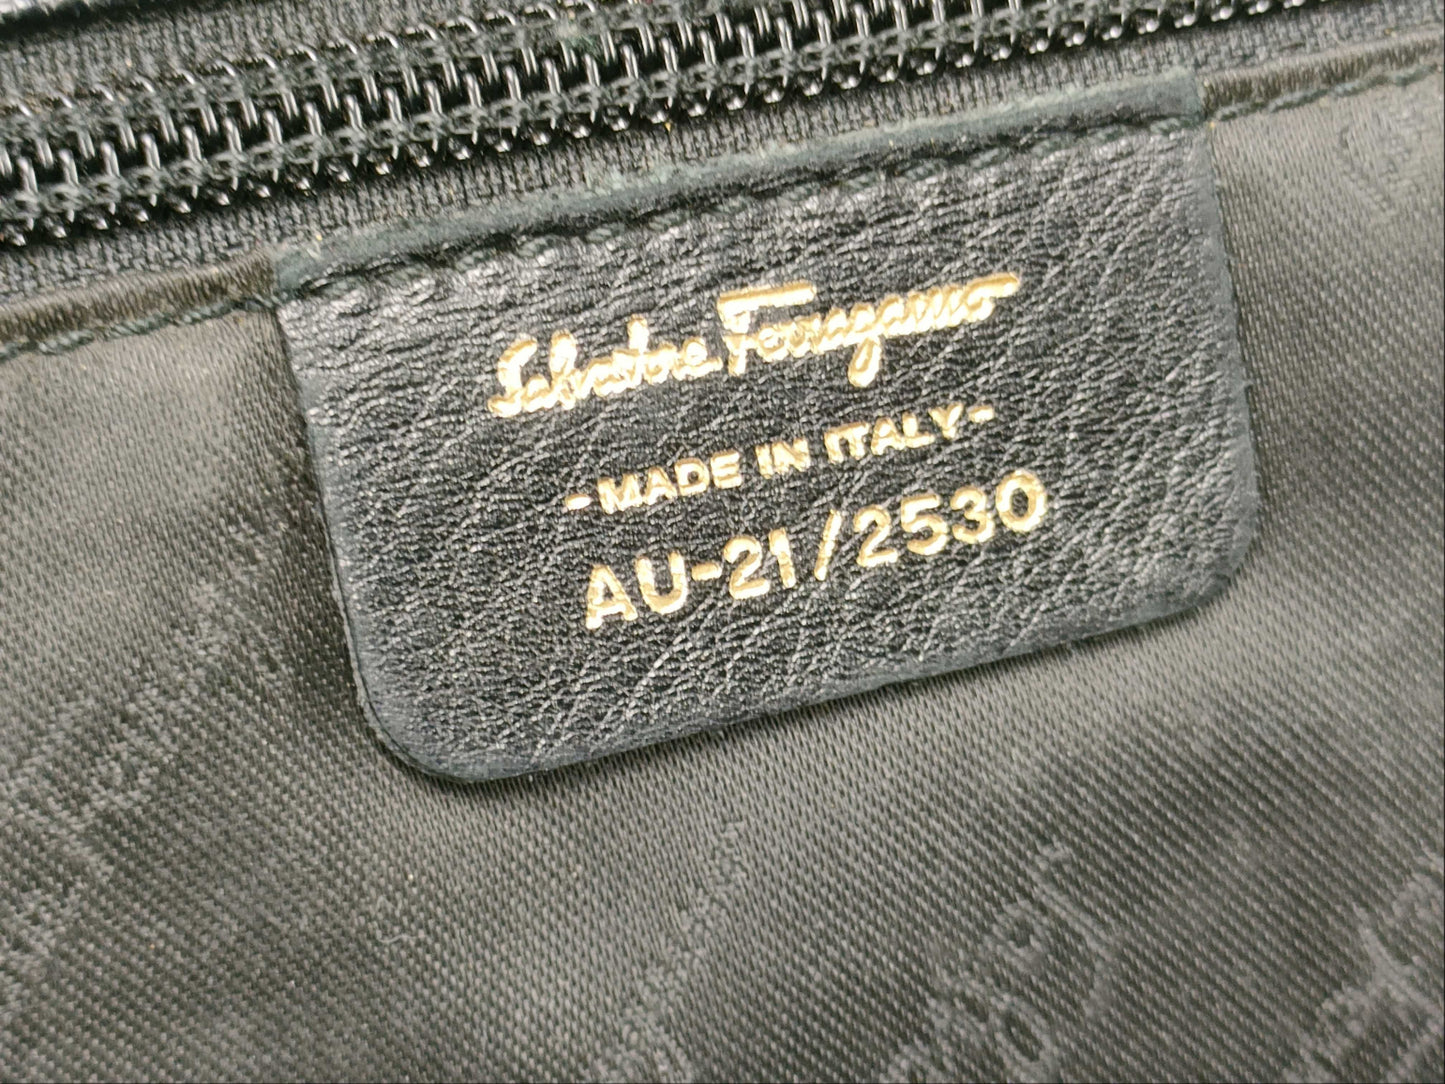 Salvatore Ferragamo
-MADE IN ITALY-
AU-21/2530